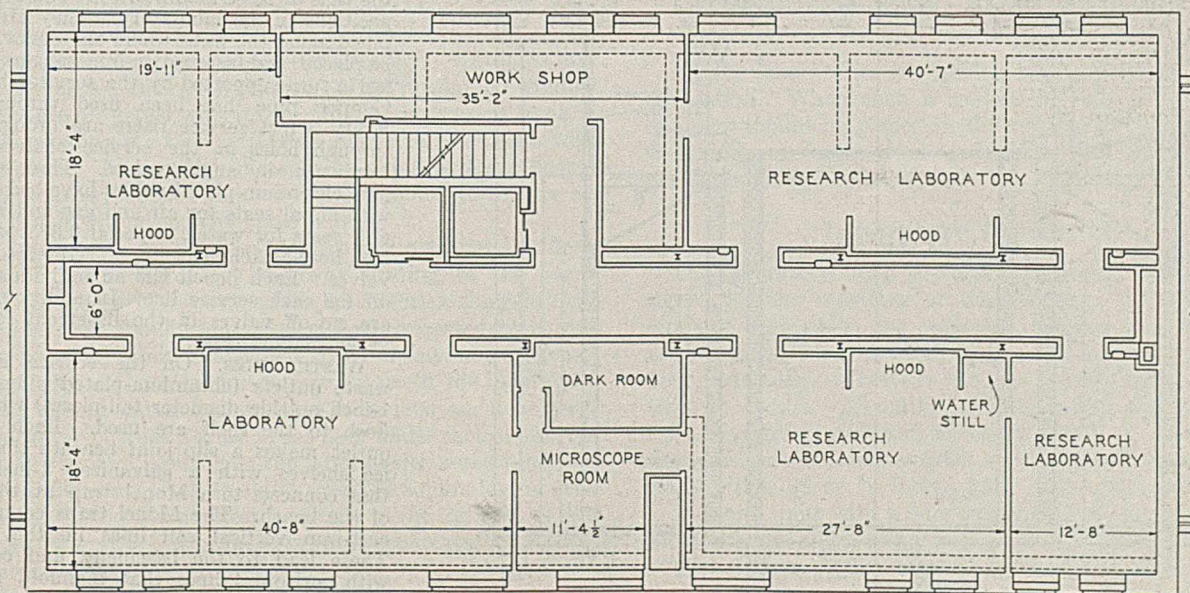 19'-11"
WORK SHOP
35'-2"
40'-7"
18'-4"
RESEARCH
LABORATORY
HOOD
RESEARCH LABORATORY
HOOD
6'-0"
HOOD
LABORATORY
18'-4
40'-8"
DARK ROOM
MICROSCOPE
ROOM
11'-4½"
HOOD
WATER
STILL
RESEARCH
LABORATORY
27'-8"
RESEARCH
LABORATORY
12'-8"